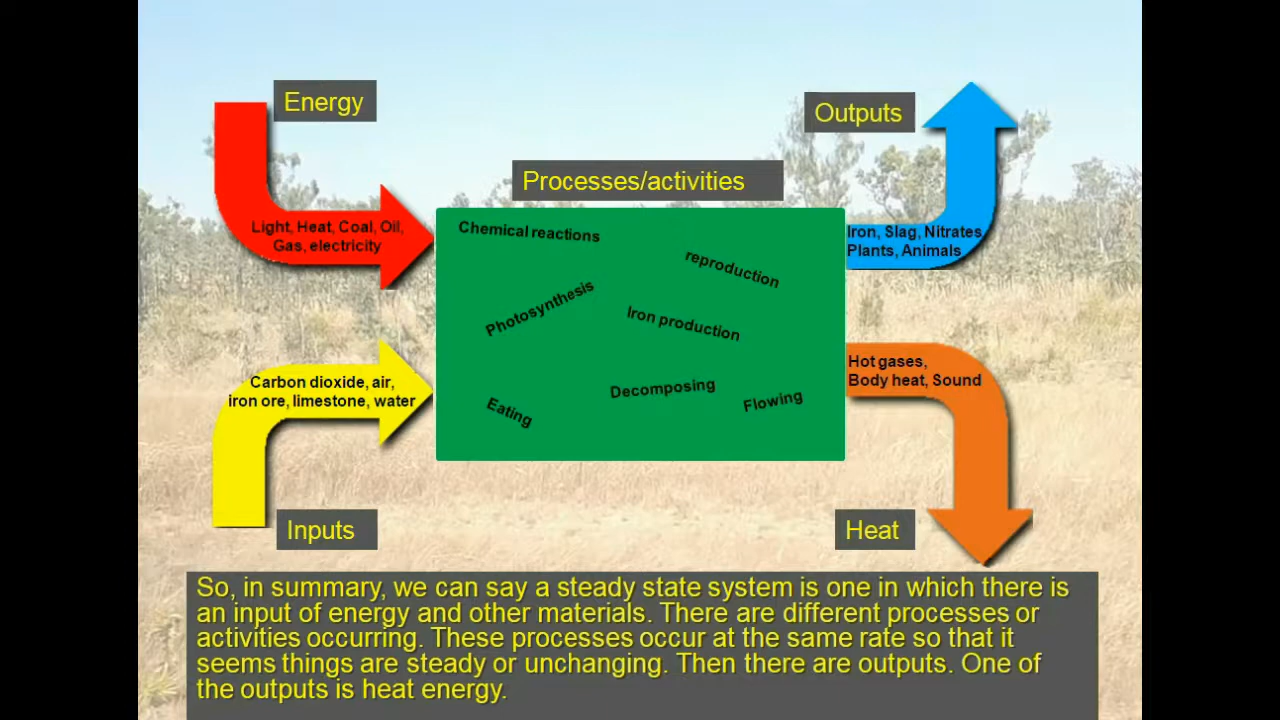 Energy
Outputs
Processes/activities
Light, Heat, Coal, Oil,
Gas, electricity
Chemical reactions
reproduction
Photosynthesis
Iron production
Decomposing
Eating
Flowing
Iron, Slag, Nitrates
Plants, Animals
Carbon dioxide, air,
iron ore, limestone, water
Hot gases,
Body heat, Sound
Inputs
Heat
So, in summary, we can say a steady state system is one in which there is
an input of energy and other materials. There are different processes or
activities occurring. These processes occur at the same rate so that it
seems things are steady or unchanging. Then there are outputs. One of
the outputs is heat energy.